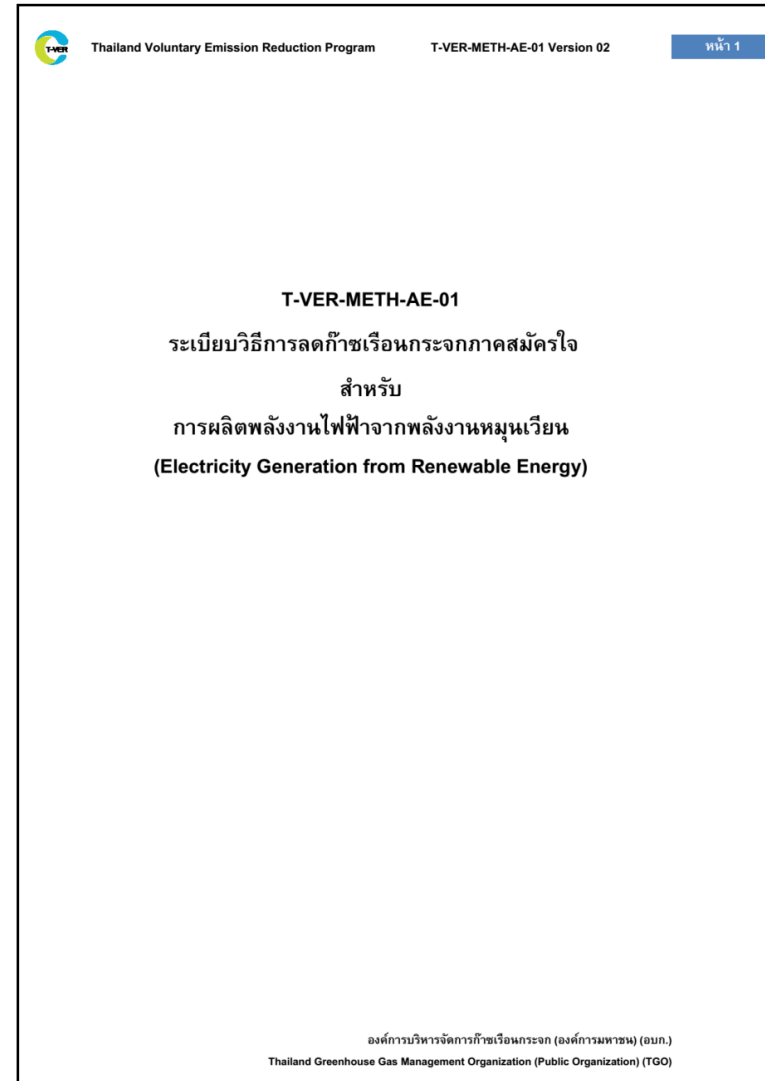 T-VER
Thailand Voluntary Emission Reduction Program T-VER-METH-AE-01 Version 02 หน้า 1
T-VER-METH-AE-01
ระเบียบวิธีการลดก๊าซเรือนกระจกภาคสมัครใจ
สำหรับ
การผลิตพลังงานไฟฟ้าจากพลังงานหมุนเวียน
(Electricity Generation from Renewable Energy)
องค์การบริหารจัดการก๊าซเรือนกระจก (องค์การมหาชน) (อบก.)
Thailand Greenhouse Gas Management Organization (Public Organization) (TGO)